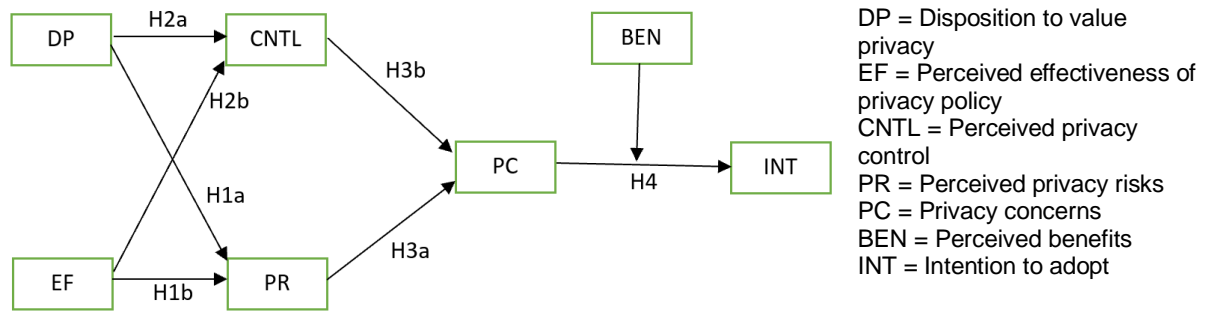 DP
H2a
CNTL
BEN
H3b
H2b
PC
H4
INT
H1a
EF
H1b
PR
H3a
DP = Disposition to value
privacy
EF = Perceived effectiveness of
privacy policy
CNTL = Perceived privacy
control
PR = Perceived privacy risks
PC = Privacy concerns
BEN = Perceived benefits
INT = Intention to adopt